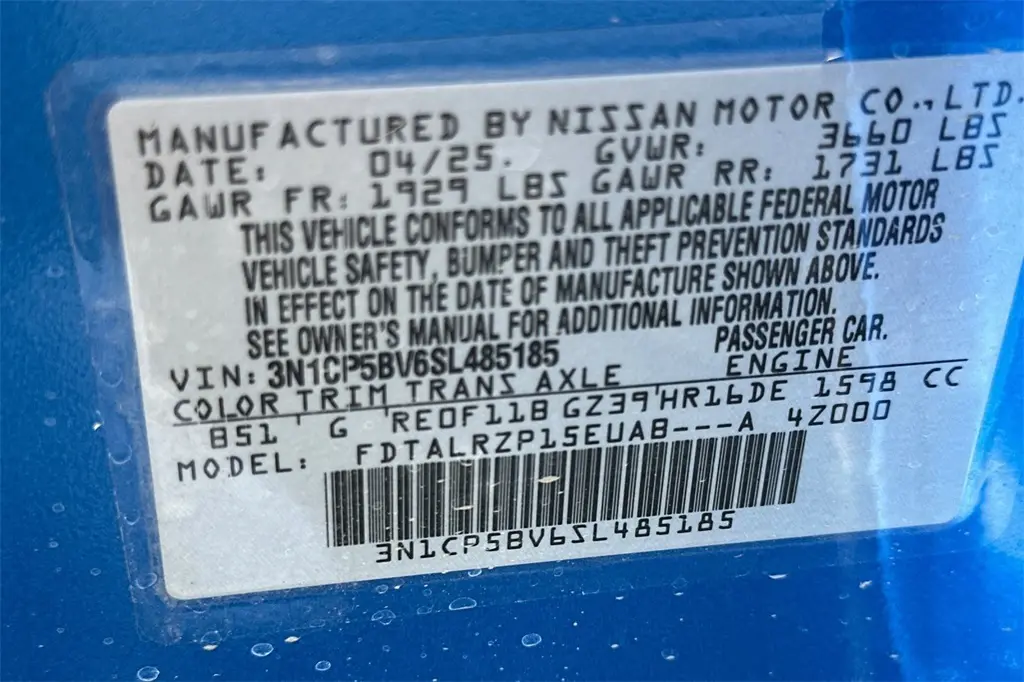 MANUFACTURED BY NISSAN MOTOR CO., LTD.
DATE: 04/25. GVWR: 3660 LBS
GAWR FR: 1929 LBS GAWR RR: 1731 LBS
THIS VEHICLE CONFORMS TO ALL APPLICABLE FEDERAL MOTOR
VEHICLE SAFETY, BUMPER AND THEFT PREVENTION STANDARDS
IN EFFECT ON THE DATE OF MANUFACTURE SHOWN ABOVE.
SEE OWNER'S MANUAL FOR ADDITIONAL INFORMATION.
VIN: 3N1CP5BV6SL485185 PASSENGER CAR.
COLOR TRIM TRANS AXLE ENGINE
B51 G RE0F11B GZ39 HR16DE 1598 CC
MODEL: FDTALRZP15EUAB---A 4Z000
3N1CP5BV6SL485185